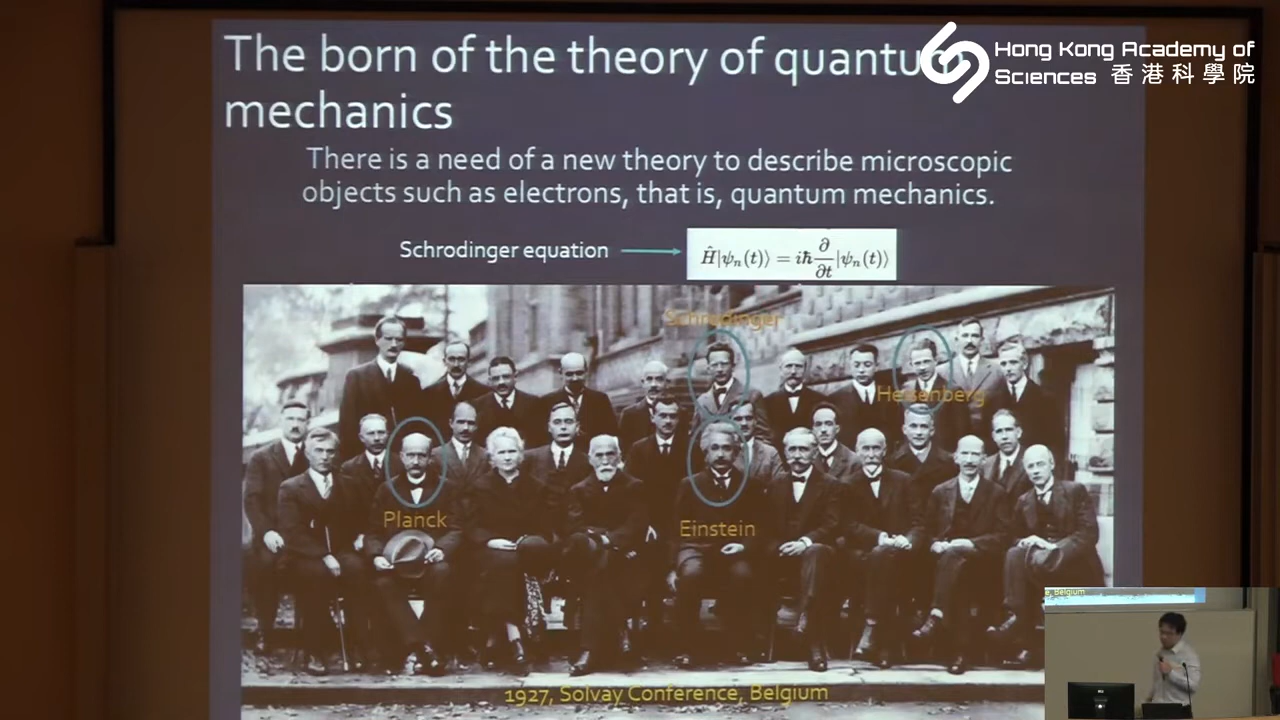 The born of the theory of quantum
mechanics
Hong Kong Academy of
Sciences 香港科學院
There is a need of a new theory to describe microscopic
objects such as electrons, that is, quantum mechanics.
Schrodinger equation
Ĥ|ψₙ(t)⟩ = iħ ∂/∂t |ψₙ(t)⟩
Schrodinger
Heisenberg
Planck
Einstein
1927, Solvay Conference, Belgium
e, Belgium